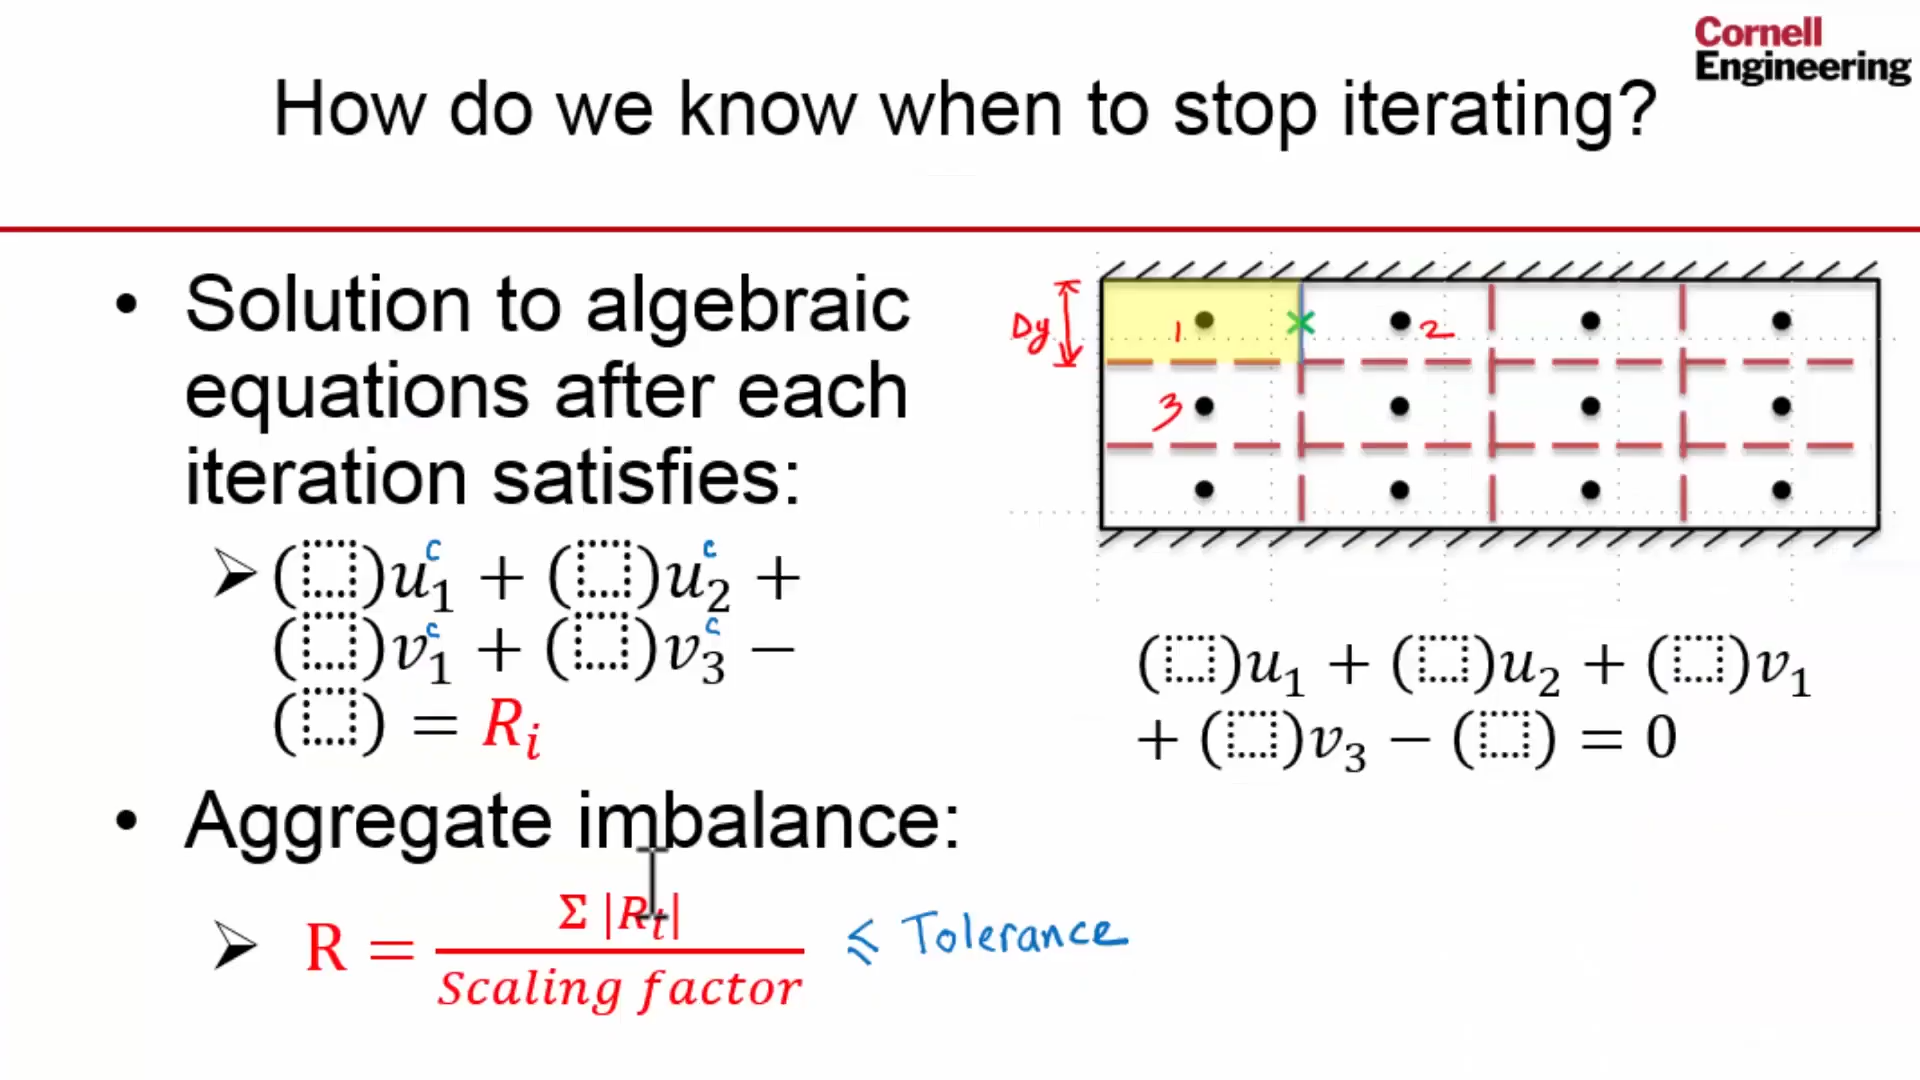 Cornell
Engineering
How do we know when to stop iterating?
• Solution to algebraic
equations after each
iteration satisfies:
➢ (⬚)u₁ᶜ + (⬚)u₂ᶜ +
(⬚)v₁ᶜ + (⬚)v₃ᶜ −
(⬚) = Rᵢ
• Aggregate imbalance:
➢ R = Σ |Rᵢ| / Scaling factor ⩽ Tolerance
Dy
1 2
3
(⬚)u₁ + (⬚)u₂ + (⬚)v₁
+ (⬚)v₃ − (⬚) = 0